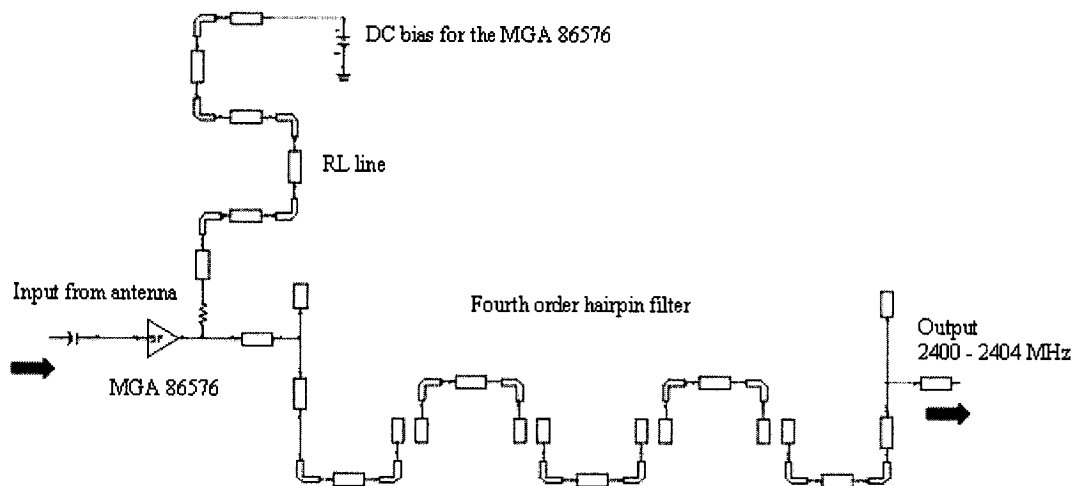 DC bias for the MGA 86576
RL line
Input from antenna
Fourth order hairpin filter
Output
2400 - 2404 MHz
MGA 86576